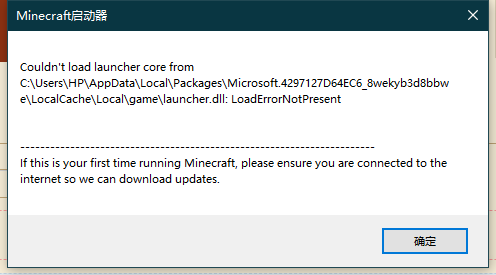 Minecraft启动器
Couldn't load launcher core from
C:\Users\HP\AppData\Local\Packages\Microsoft.4297127D64EC6_8wekyb3d8bbw
e\LocalCache\Local\game\launcher.dll: LoadErrorNotPresent
----------------------------------------------------------------------
If this is your first time running Minecraft, please ensure you are connected to the
internet so we can download updates.
确定